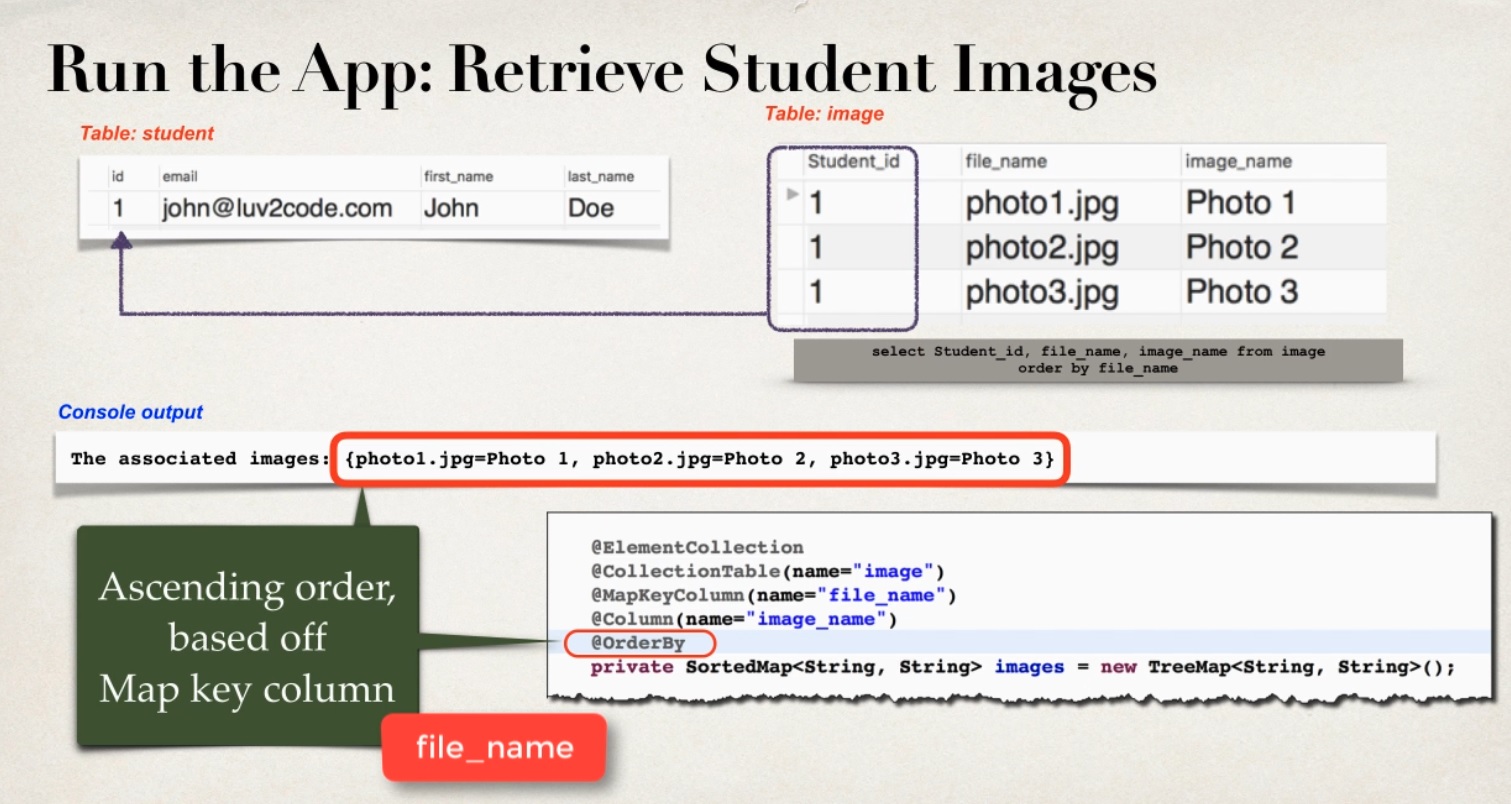 Run the App: Retrieve Student Images
Table: student
id email first_name last_name
1 john@luv2code.com John Doe
Table: image
Student_id file_name image_name
1 photo1.jpg Photo 1
1 photo2.jpg Photo 2
1 photo3.jpg Photo 3
select Student_id, file_name, image_name from image
order by file_name
Console output
The associated images: {photo1.jpg=Photo 1, photo2.jpg=Photo 2, photo3.jpg=Photo 3}
Ascending order,
based off
Map key column
file_name
@ElementCollection
@CollectionTable(name="image")
@MapKeyColumn(name="file_name")
@Column(name="image_name")
@OrderBy
private SortedMap<String, String> images = new TreeMap<String, String>();